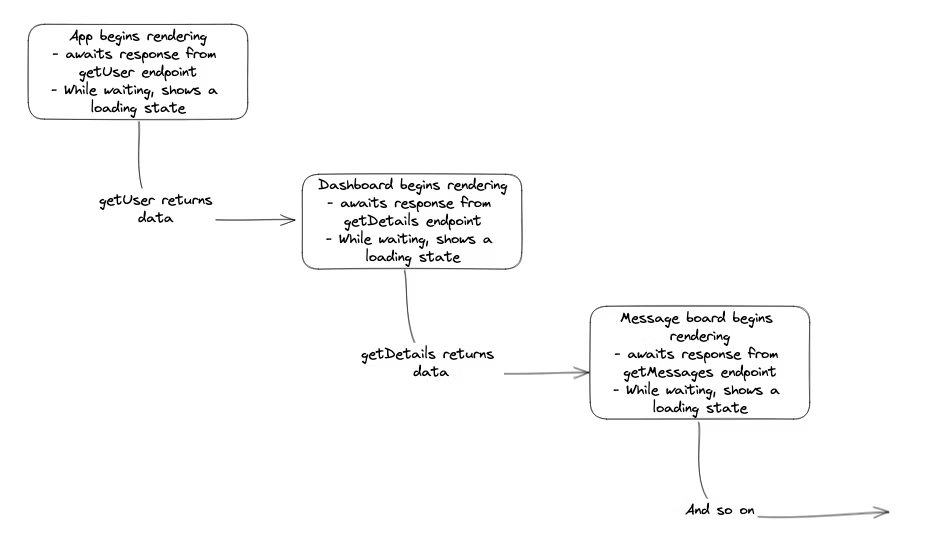 App begins rendering
- awaits response from
getUser endpoint
- While waiting, shows a
loading state
getUser returns
data
Dashboard begins rendering
- awaits response from
getDetails endpoint
- While waiting, shows a
loading state
getDetails returns
data
Message board begins
rendering
- awaits response from
getMessages endpoint
- While waiting, shows a
loading state
And so on